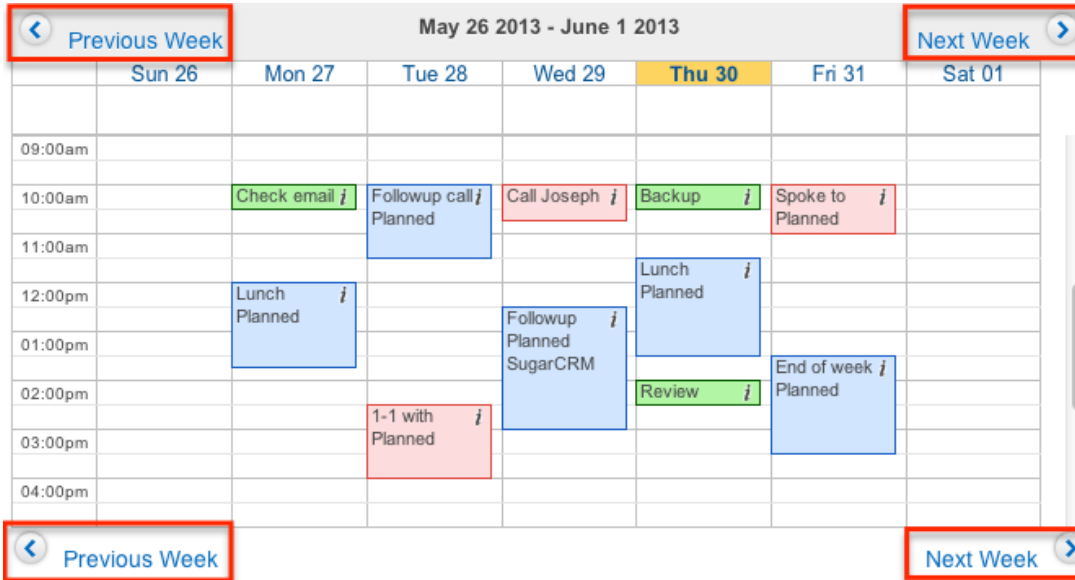 Previous Week
May 26 2013 - June 1 2013
Next Week
Sun 26
Mon 27
Tue 28
Wed 29
Thu 30
Fri 31
Sat 01
09:00am
10:00am
Check email i
Followup call i
Planned
Call Joseph i
Backup i
Spoke to i
Planned
11:00am
Lunch i
Planned
12:00pm
Lunch i
Planned
Followup i
Planned
SugarCRM
01:00pm
End of week i
Planned
02:00pm
Review i
1-1 with i
Planned
03:00pm
04:00pm
Previous Week
Next Week